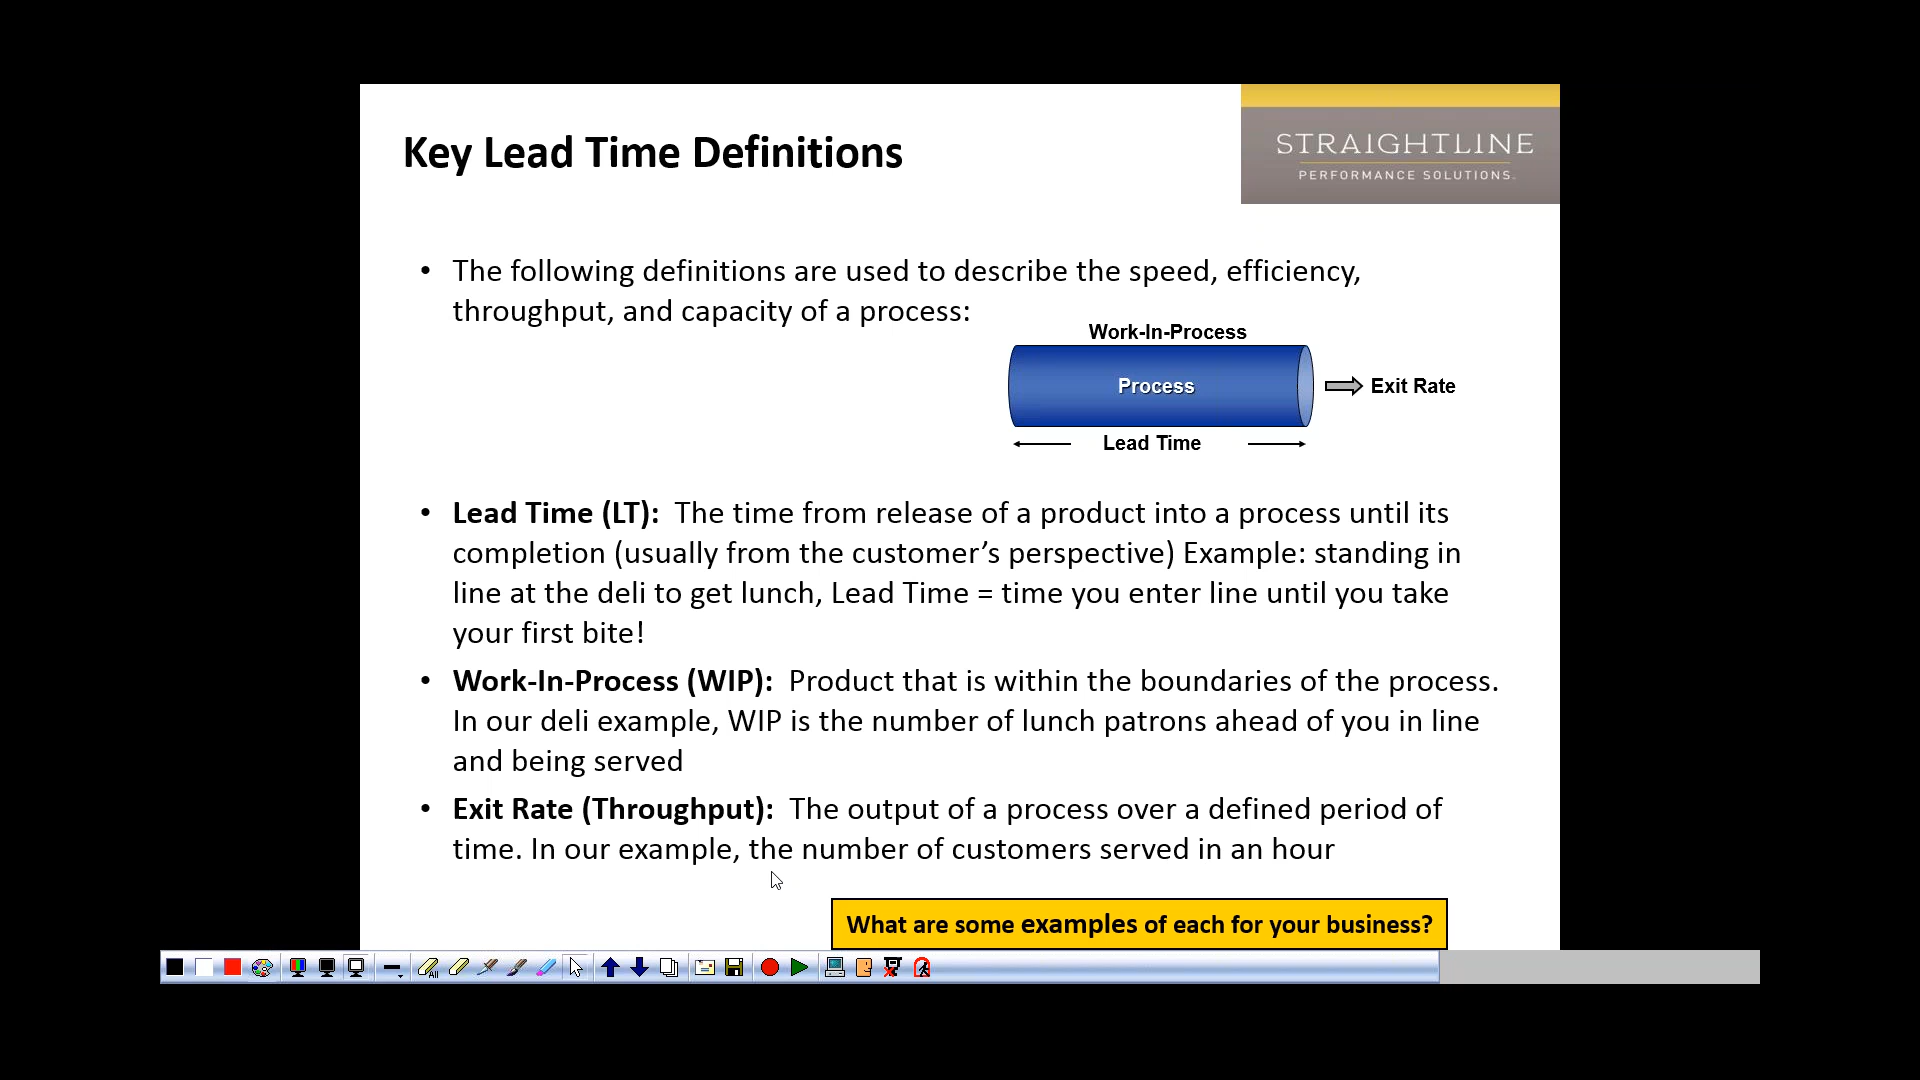 Key Lead Time Definitions
STRAIGHTLINE
PERFORMANCE SOLUTIONS.
• The following definitions are used to describe the speed, efficiency,
throughput, and capacity of a process:
Work-In-Process
Process
Exit Rate
Lead Time
• Lead Time (LT): The time from release of a product into a process until its
completion (usually from the customer’s perspective) Example: standing in
line at the deli to get lunch, Lead Time = time you enter line until you take
your first bite!
• Work-In-Process (WIP): Product that is within the boundaries of the process.
In our deli example, WIP is the number of lunch patrons ahead of you in line
and being served
• Exit Rate (Throughput): The output of a process over a defined period of
time. In our example, the number of customers served in an hour
What are some examples of each for your business?
All